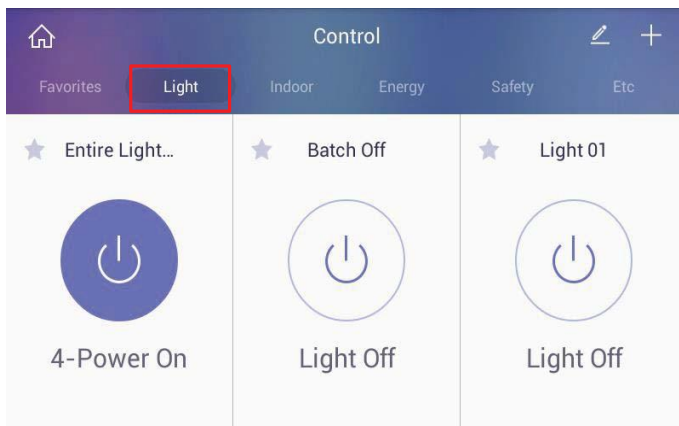 Control
Favorites Light Indoor Energy Safety Etc
Entire Light... Batch Off Light 01
4-Power On Light Off Light Off